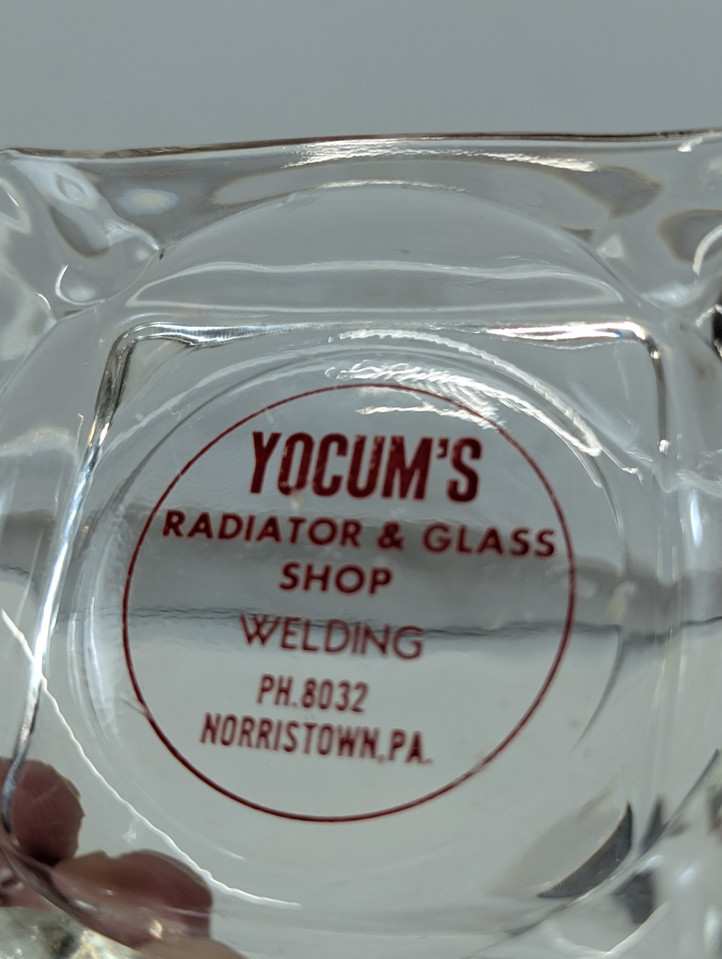 YOCUM'S
RADIATOR & GLASS
SHOP
WELDING
PH.8032
NORRISTOWN,PA.